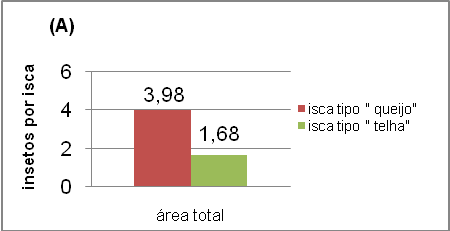 (A)
insetos por isca
6
4
2
0
3,98
1,68
área total
isca tipo " queijo"
isca tipo " telha"